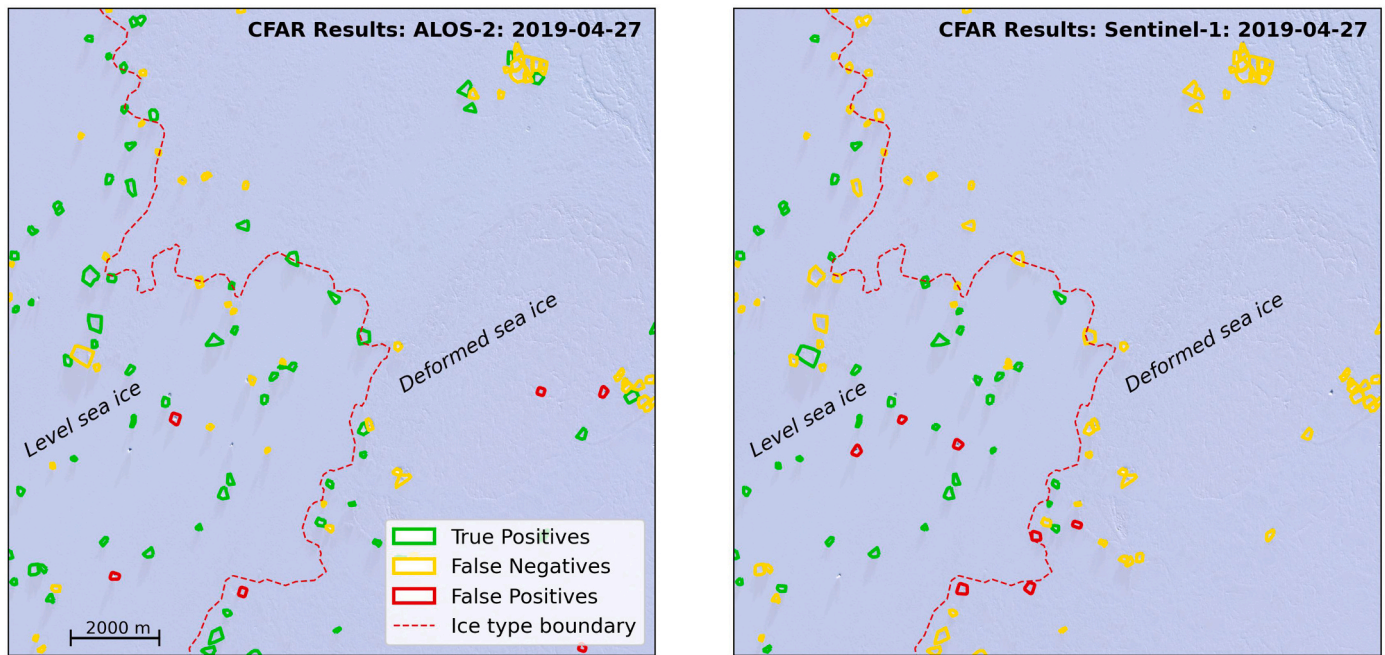 CFAR Results: ALOS-2: 2019-04-27
Deformed sea ice
Level sea ice
True Positives
False Negatives
False Positives
Ice type boundary
2000 m
CFAR Results: Sentinel-1: 2019-04-27
Deformed sea ice
Level sea ice